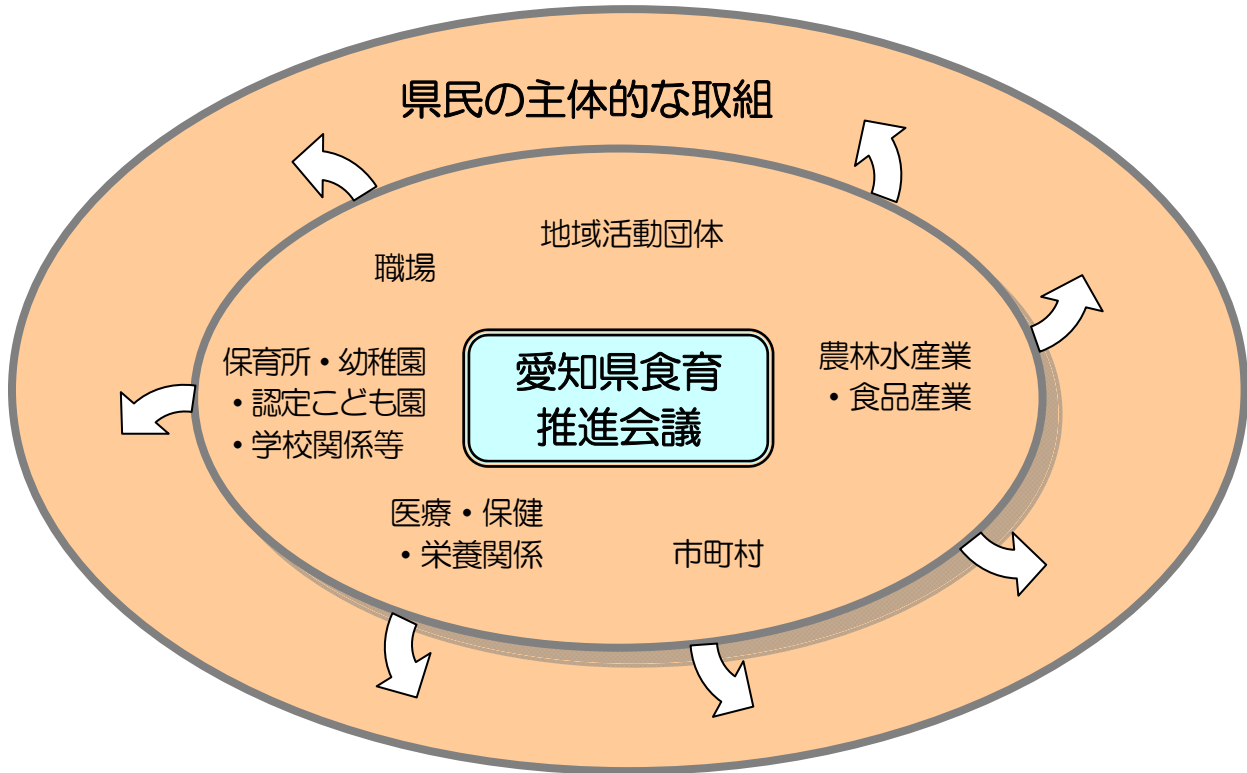 県民の主体的な取組
地域活動団体
職場
保育所・幼稚園
・認定こども園
・学校関係等
愛知県食育
推進会議
農林水産業
・食品産業
医療・保健
・栄養関係
市町村